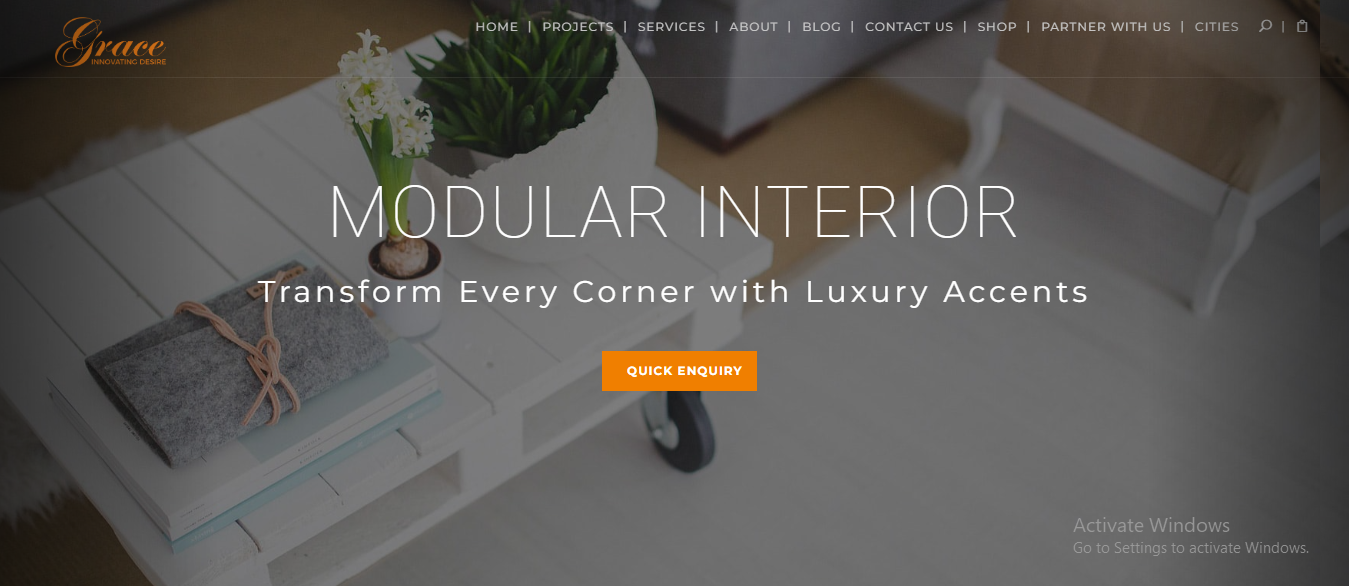 Grace
INNOVATING DESIRE
HOME | PROJECTS | SERVICES | ABOUT | BLOG | CONTACT US | SHOP | PARTNER WITH US | CITIES |
MODULAR INTERIOR
Transform Every Corner with Luxury Accents
QUICK ENQUIRY
Activate Windows
Go to Settings to activate Windows.